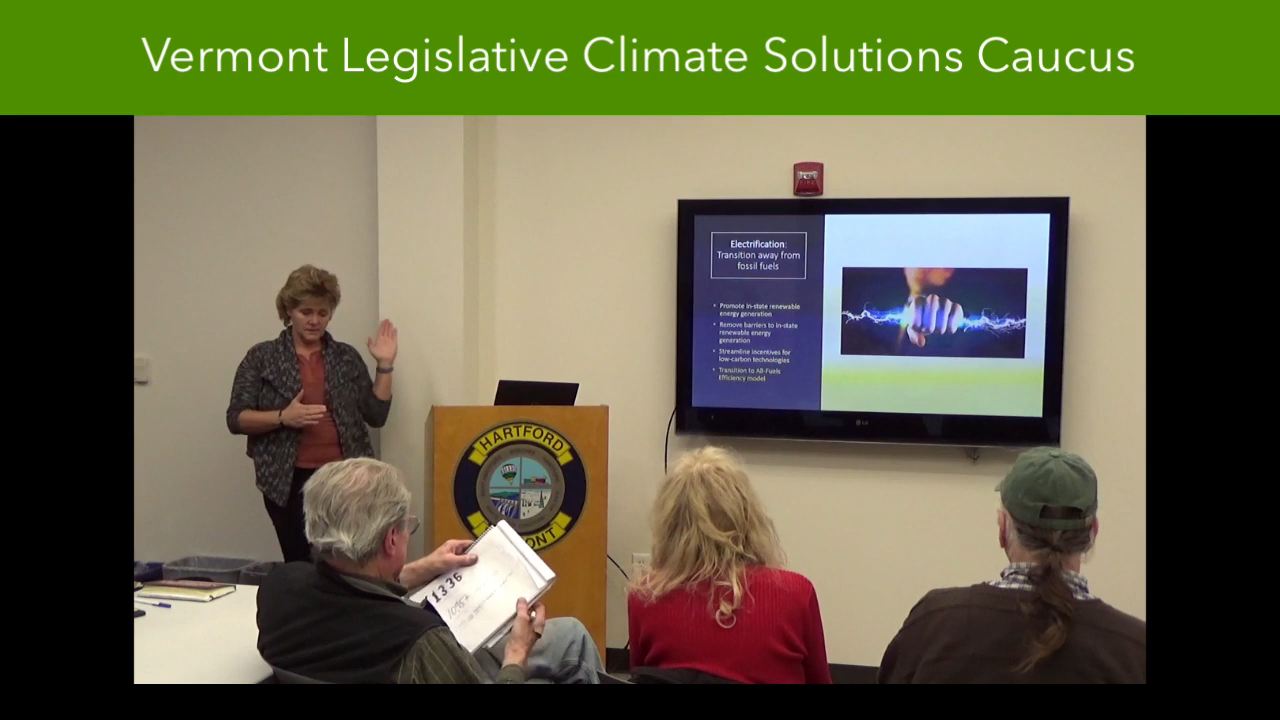 Vermont Legislative Climate Solutions Caucus
Electrification:
Transition away from
fossil fuels
• Promote in-state renewable
energy generation
• Remove barriers to in-state
renewable energy
generation
• Streamline incentives for
low-carbon technologies
• Transition to All-Fuels
Efficiency model
LG
HARTFORD
MONT
1336